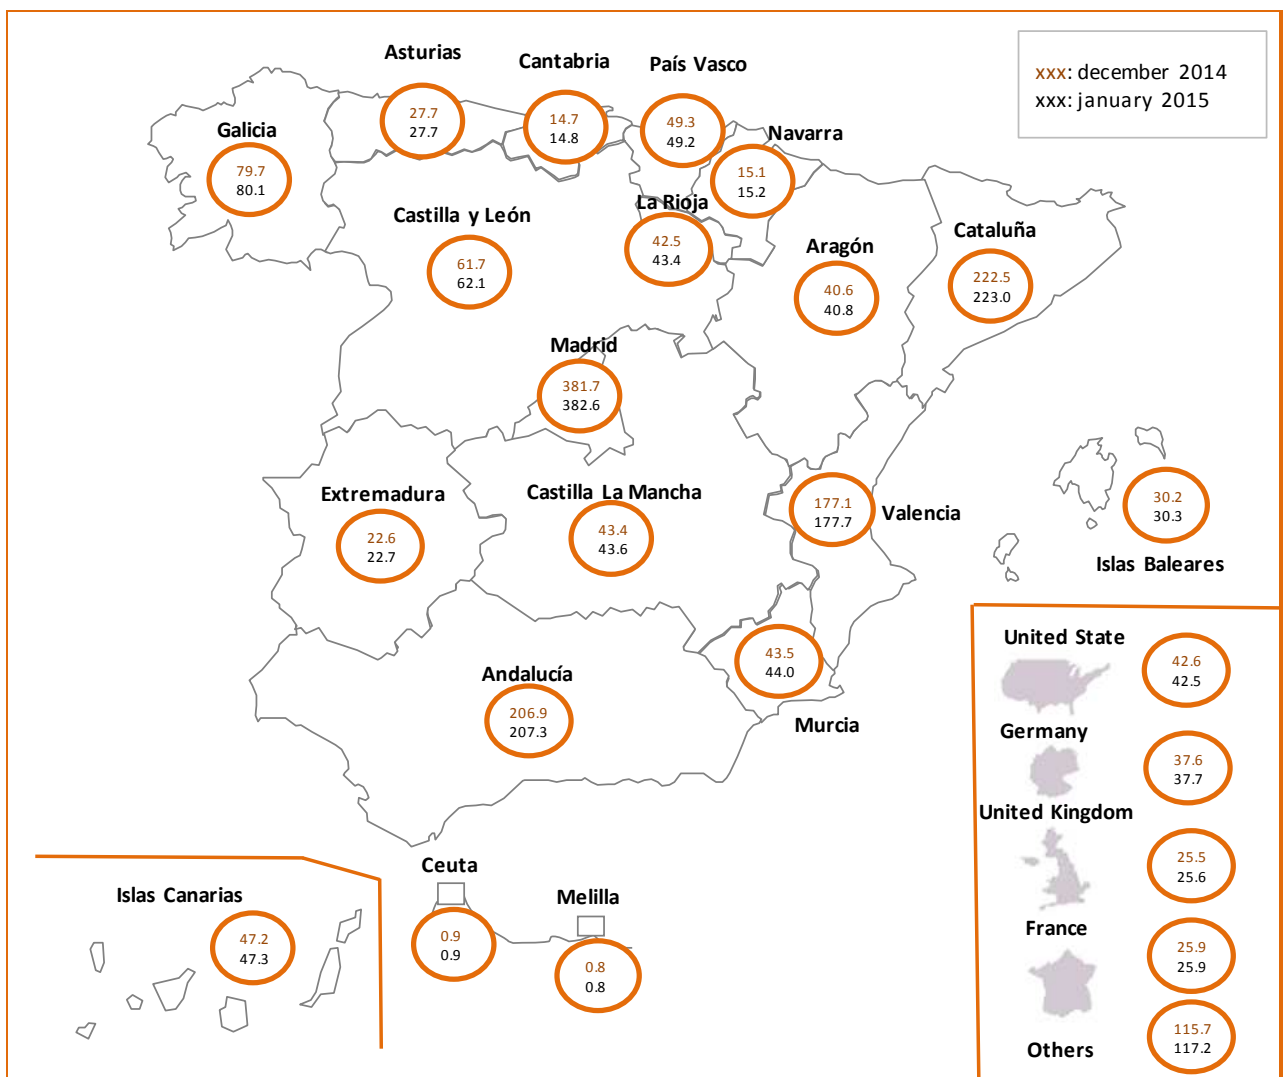 Asturias
27.7
27.7
Cantabria
14.7
14.8
País Vasco
49.3
49.2
xxx: december 2014
xxx: january 2015
Galicia
79.7
80.1
Navarra
15.1
15.2
Castilla y León
61.7
62.1
La Rioja
42.5
43.4
Aragón
40.6
40.8
Cataluña
222.5
223.0
Madrid
381.7
382.6
Extremadura
22.6
22.7
Castilla La Mancha
43.4
43.6
177.1
177.7
Valencia
30.2
30.3
Islas Baleares
Andalucía
206.9
207.3
43.5
44.0
Murcia
United State
42.6
42.5
Germany
37.6
37.7
United Kingdom
25.5
25.6
France
25.9
25.9
Others
115.7
117.2
Islas Canarias
47.2
47.3
Ceuta
0.9
0.9
Melilla
0.8
0.8